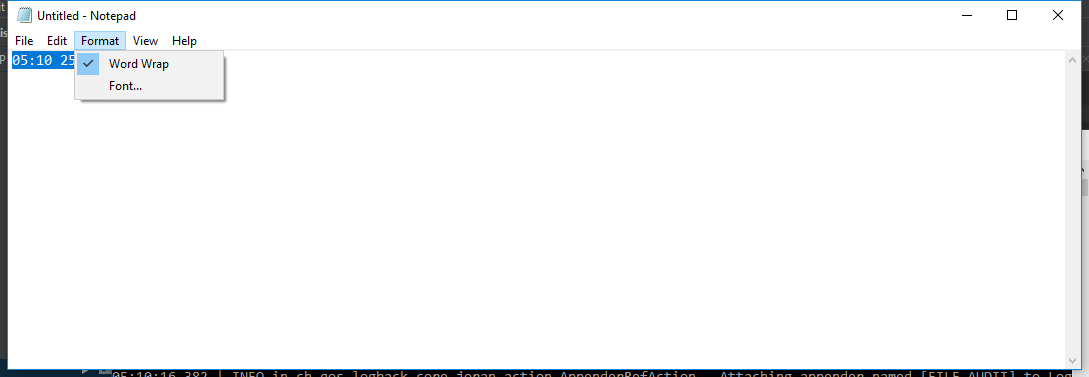 Untitled - Notepad
File Edit Format View Help
05:10 25
Word Wrap
Font...
05:10:16,382 | INFO in ch.qos.logback.core.joran.action.AppenderRefAction - Attaching appender named [FILE_AUDIT] to Log